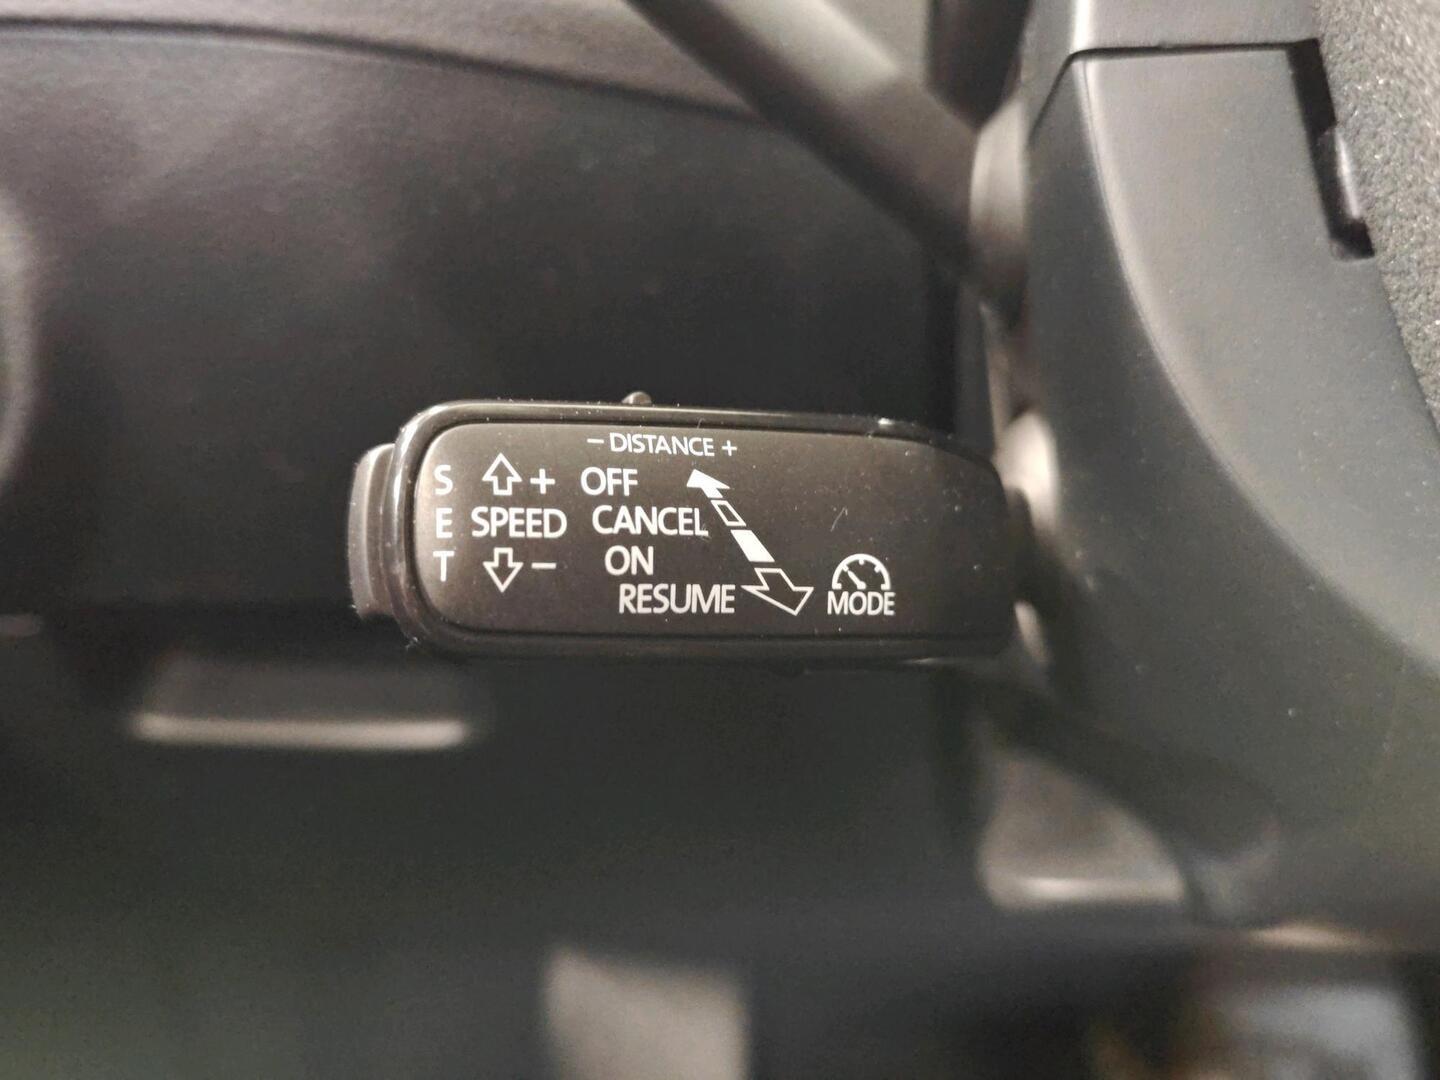 − DISTANCE +
S + OFF
E SPEED CANCEL
T − ON
RESUME MODE